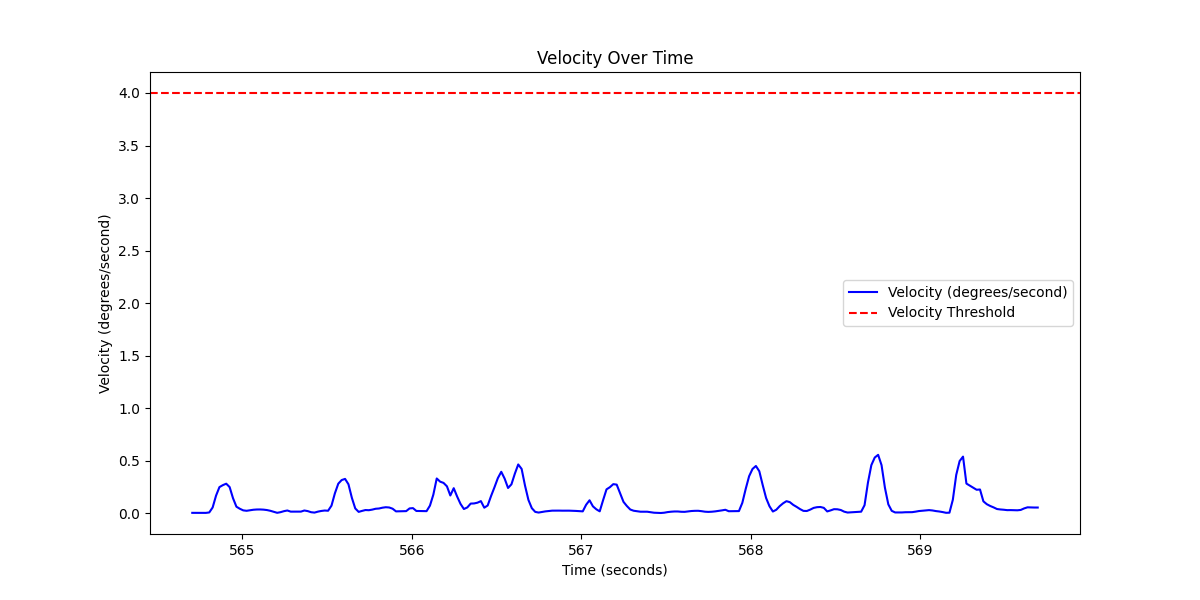 Velocity Over Time
Velocity (degrees/second)
4.0
3.5
3.0
2.5
2.0
1.5
1.0
0.5
0.0
Velocity (degrees/second)
Velocity Threshold
565
566
567
568
569
Time (seconds)